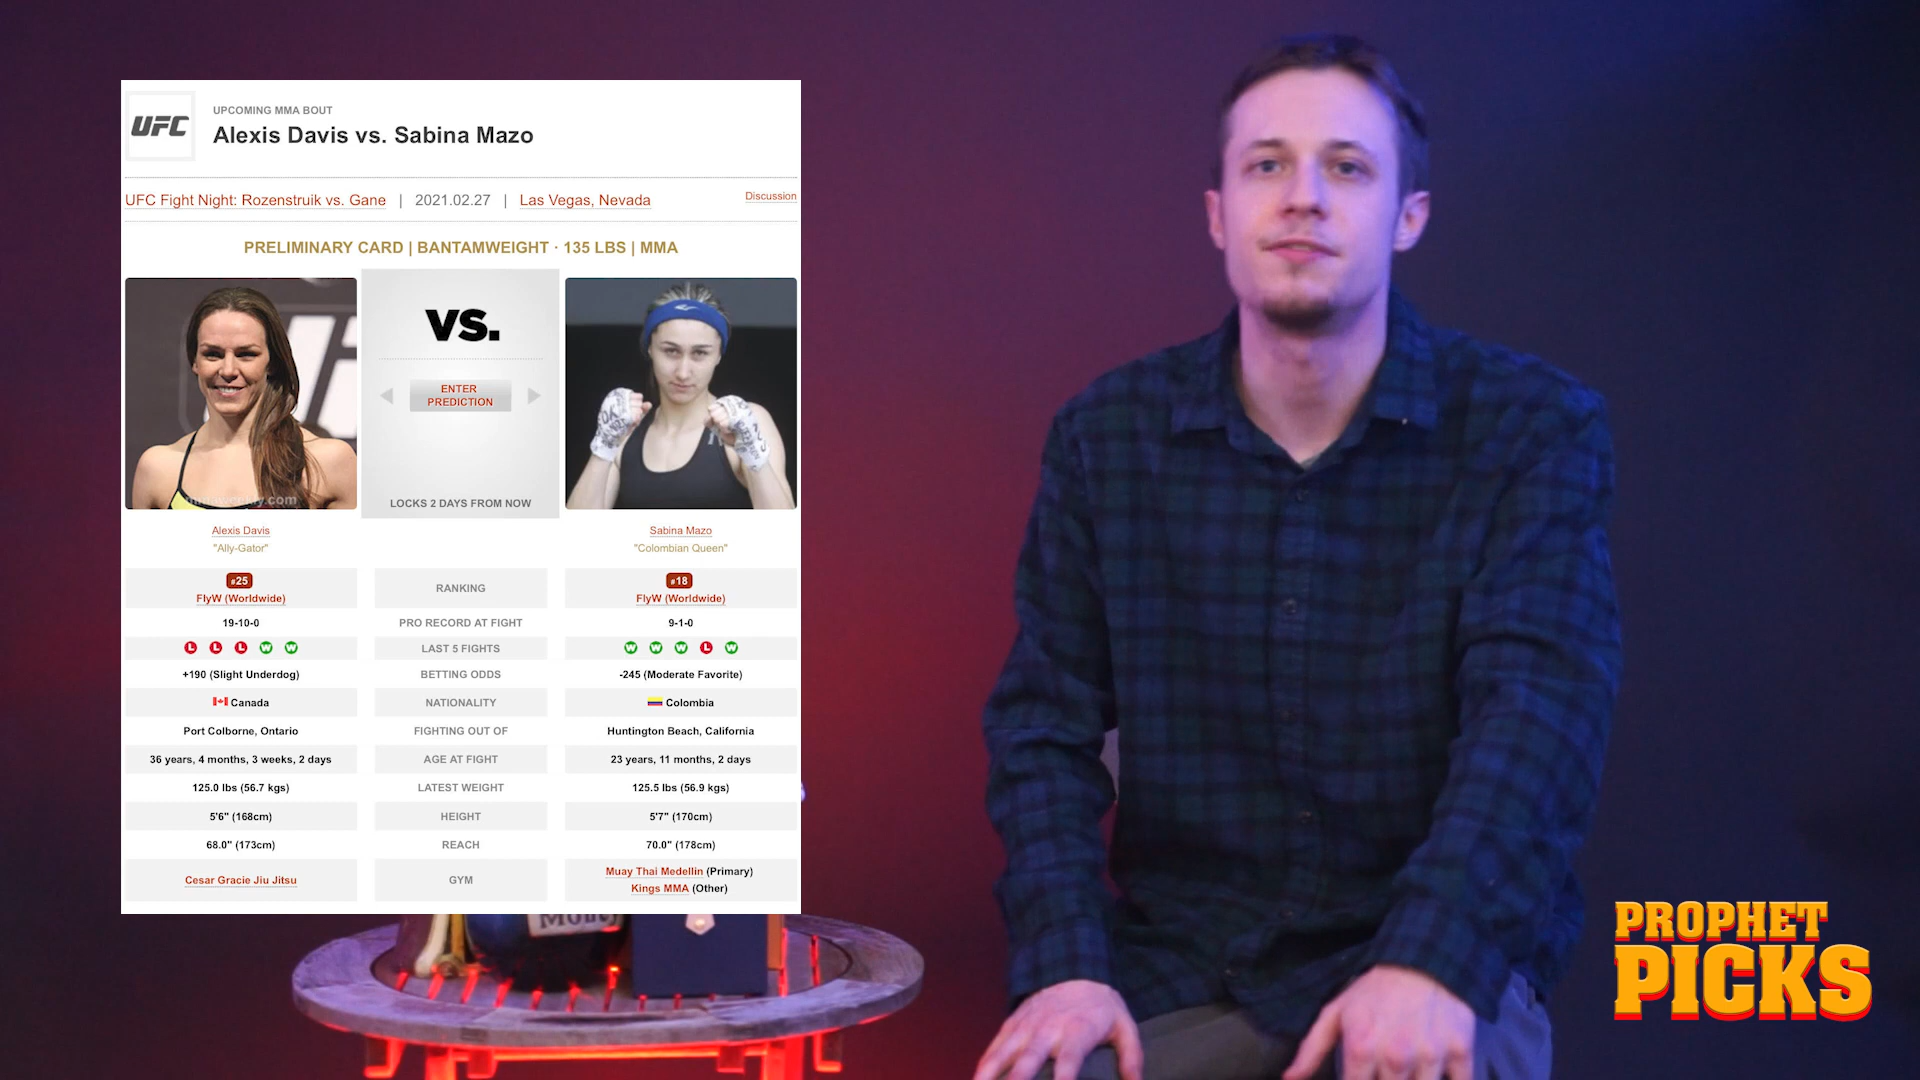 UFC
UPCOMING MMA BOUT
Alexis Davis vs. Sabina Mazo
UFC Fight Night: Rozenstruik vs. Gane | 2021.02.27 | Las Vegas, Nevada
Discussion
PRELIMINARY CARD | BANTAMWEIGHT · 135 LBS | MMA
VS.
ENTER
PREDICTION
LOCKS 2 DAYS FROM NOW
Alexis Davis
"Ally-Gator"
Sabina Mazo
"Colombian Queen"
#25
FlyW (Worldwide)
RANKING
#18
FlyW (Worldwide)
19-10-0
PRO RECORD AT FIGHT
9-1-0
L L L W W
LAST 5 FIGHTS
W W W L W
+190 (Slight Underdog)
BETTING ODDS
-245 (Moderate Favorite)
Canada
NATIONALITY
Colombia
Port Colborne, Ontario
FIGHTING OUT OF
Huntington Beach, California
36 years, 4 months, 3 weeks, 2 days
AGE AT FIGHT
23 years, 11 months, 2 days
125.0 lbs (56.7 kgs)
LATEST WEIGHT
125.5 lbs (56.9 kgs)
5'6" (168cm)
HEIGHT
5'7" (170cm)
68.0" (173cm)
REACH
70.0" (178cm)
Cesar Gracie Jiu Jitsu
GYM
Muay Thai Medellin (Primary)
Kings MMA (Other)
PROPHET
PICKS